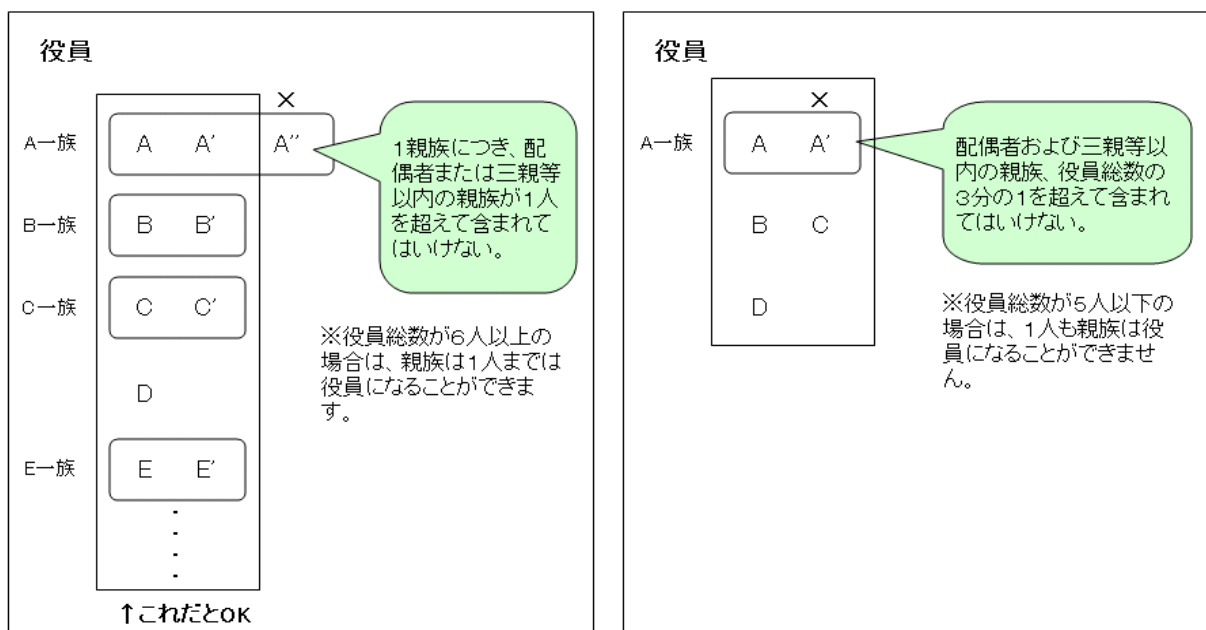 役員
×
A一族 A A′ A′′
1親族につき、配
偶者または三親等
以内の親族が1人
を超えて含まれて
はいけない。
B一族 B B′
C一族 C C′
※役員総数が6人以上の
場合は、親族は1人までは
役員になることができま
す。
D
E一族 E E′
↑これだとOK
役員
×
A一族 A A′
配偶者および三親等以
内の親族、役員総数の
3分の1を超えて含まれ
てはいけない。
B C
D
※役員総数が5人以下の
場合は、1人も親族は役
員になることができませ
ん。